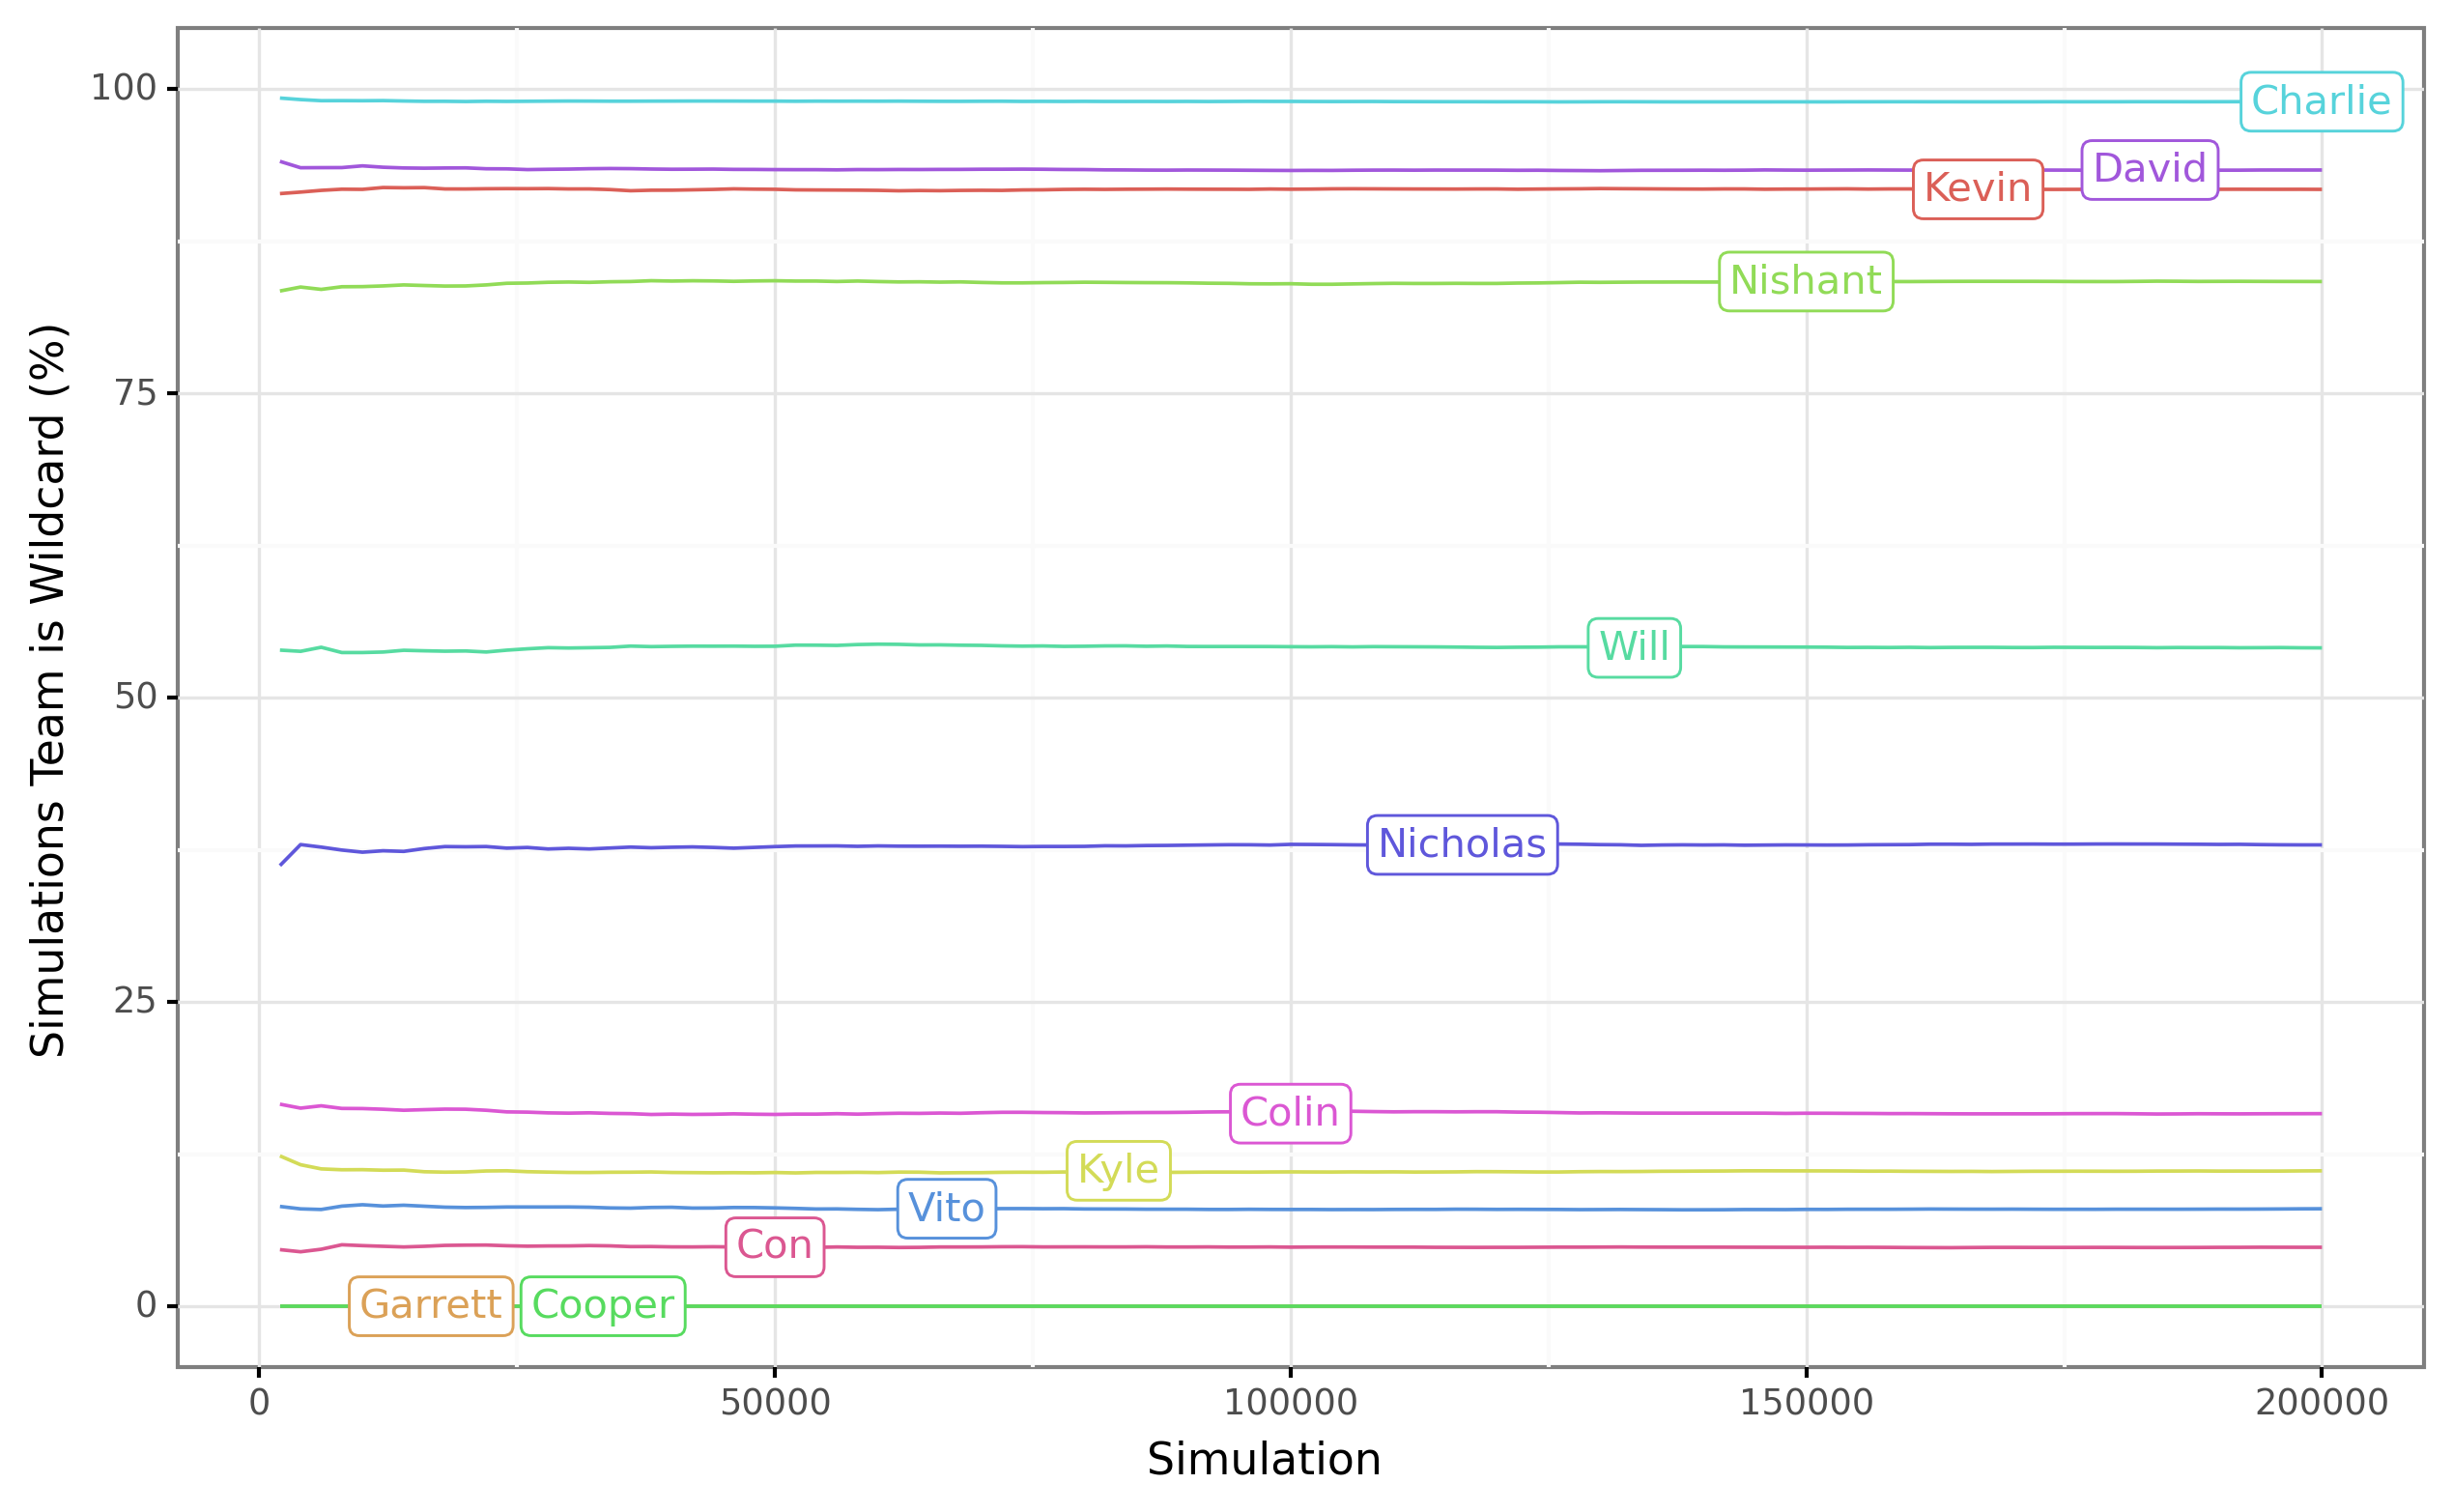 Simulations Team is Wildcard (%)
100
75
50
25
0
Charlie
David
Kevin
Nishant
Will
Nicholas
Colin
Kyle
Vito
Con
Garrett
Cooper
0
50000
100000
150000
200000
Simulation